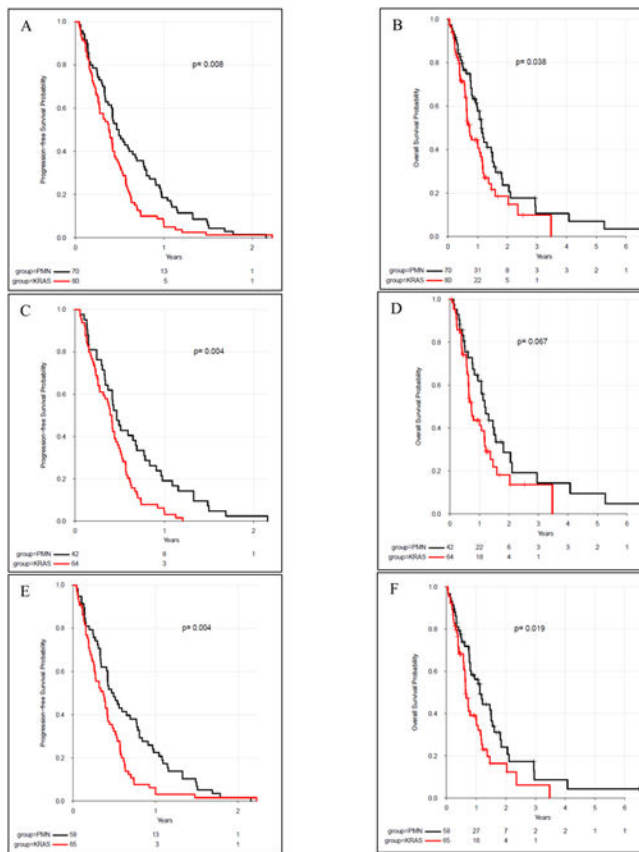 A
p= 0.008
Progression-free Survival Probability
1.0
0.8
0.6
0.4
0.2
0.0
0 1 2
Years
group=PMN 70 13 1
group=KRAS 80 5 1
B
p= 0.038
Overall Survival Probability
1.0
0.8
0.6
0.4
0.2
0.0
0 1 2 3 4 5 6
Years
group=PMN 70 31 8 3 3 2 1
group=KRAS 80 22 5 1
C
p= 0.004
Progression-free Survival Probability
1.0
0.8
0.6
0.4
0.2
0.0
0 1 2
Years
group=PMN 42 8 1
group=KRAS 64 3
D
p= 0.067
Overall Survival Probability
1.0
0.8
0.6
0.4
0.2
0.0
0 1 2 3 4 5 6
Years
group=PMN 42 22 6 3 3 2 1
group=KRAS 64 18 4 1
E
p= 0.004
Progression-free Survival Probability
1.0
0.8
0.6
0.4
0.2
0.0
0 1 2
Years
group=PMN 58 13 1
group=KRAS 65 3 1
F
p= 0.019
Overall Survival Probability
1.0
0.8
0.6
0.4
0.2
0.0
0 1 2 3 4 5 6
Years
group=PMN 58 27 7 2 2 1 1
group=KRAS 65 18 4 1